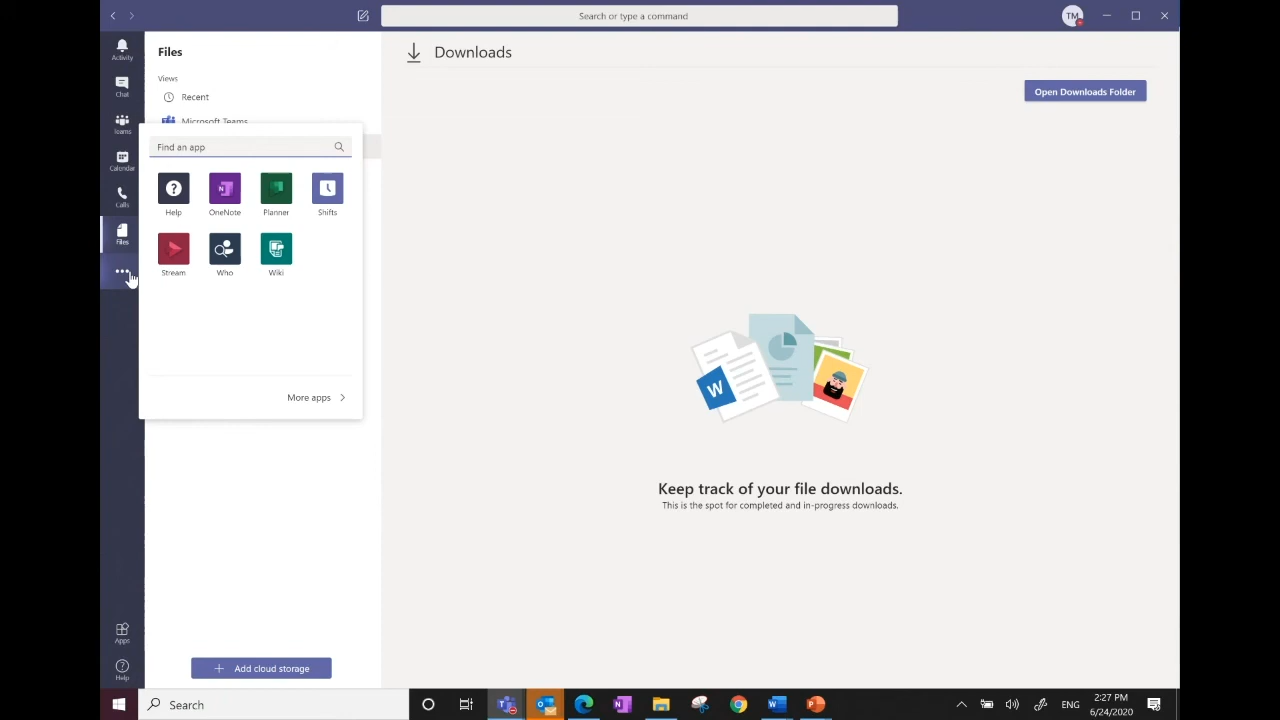 Search or type a command
TM
Activity
Chat
Teams
Calendar
Calls
Files
Apps
Help
Files
Views
Recent
Microsoft Teams
Find an app
Help
OneNote
Planner
Shifts
Stream
Who
Wiki
More apps
Add cloud storage
Downloads
Open Downloads Folder
W
Keep track of your file downloads.
This is the spot for completed and in-progress downloads.
Search
ENG
2:27 PM
6/24/2020